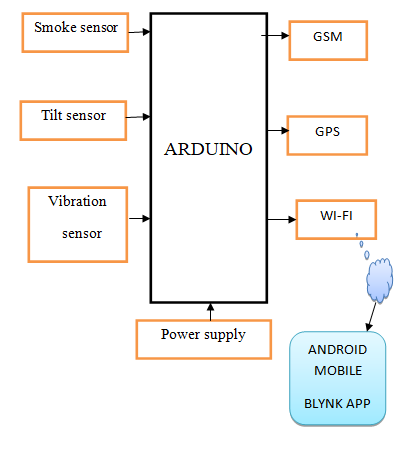 Smoke sensor
GSM
Tilt sensor
GPS
ARDUINO
Vibration
sensor
WI-FI
Power supply
ANDROID
MOBILE
BLYNK APP